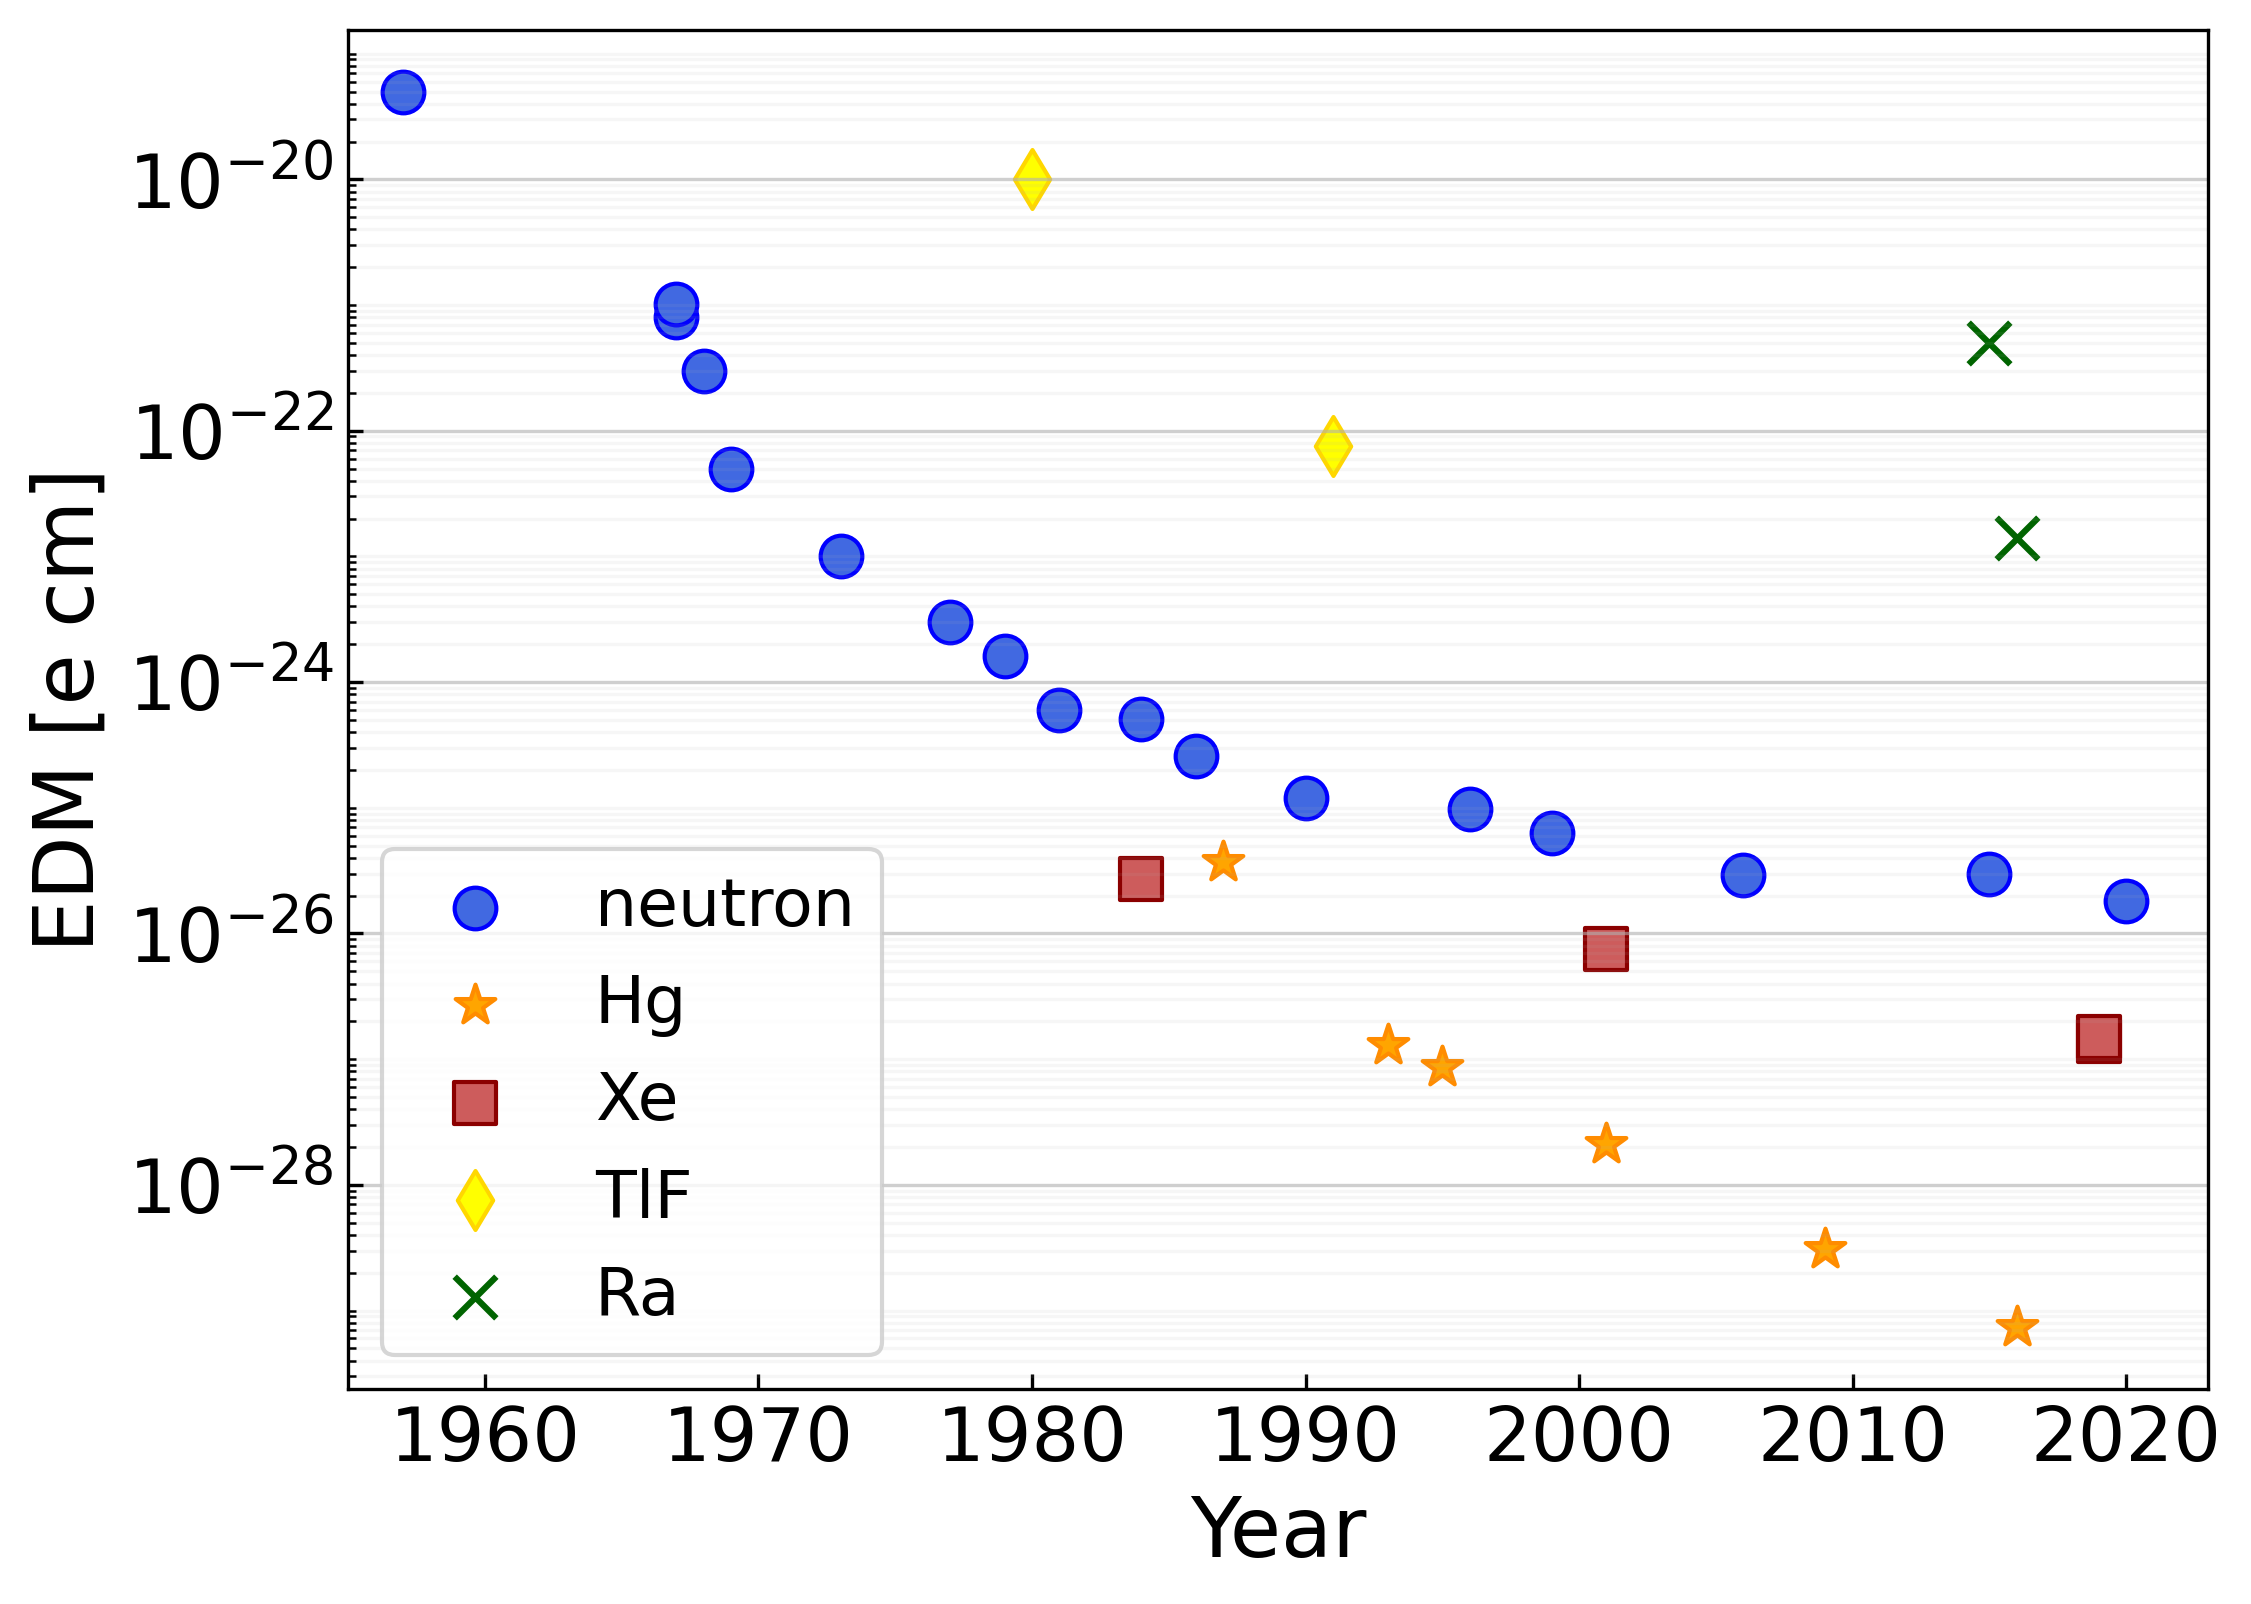 EDM [e cm]
10⁻²⁰
10⁻²²
10⁻²⁴
10⁻²⁶
10⁻²⁸
neutron
Hg
Xe
TlF
Ra
1960 1970 1980 1990 2000 2010 2020
Year